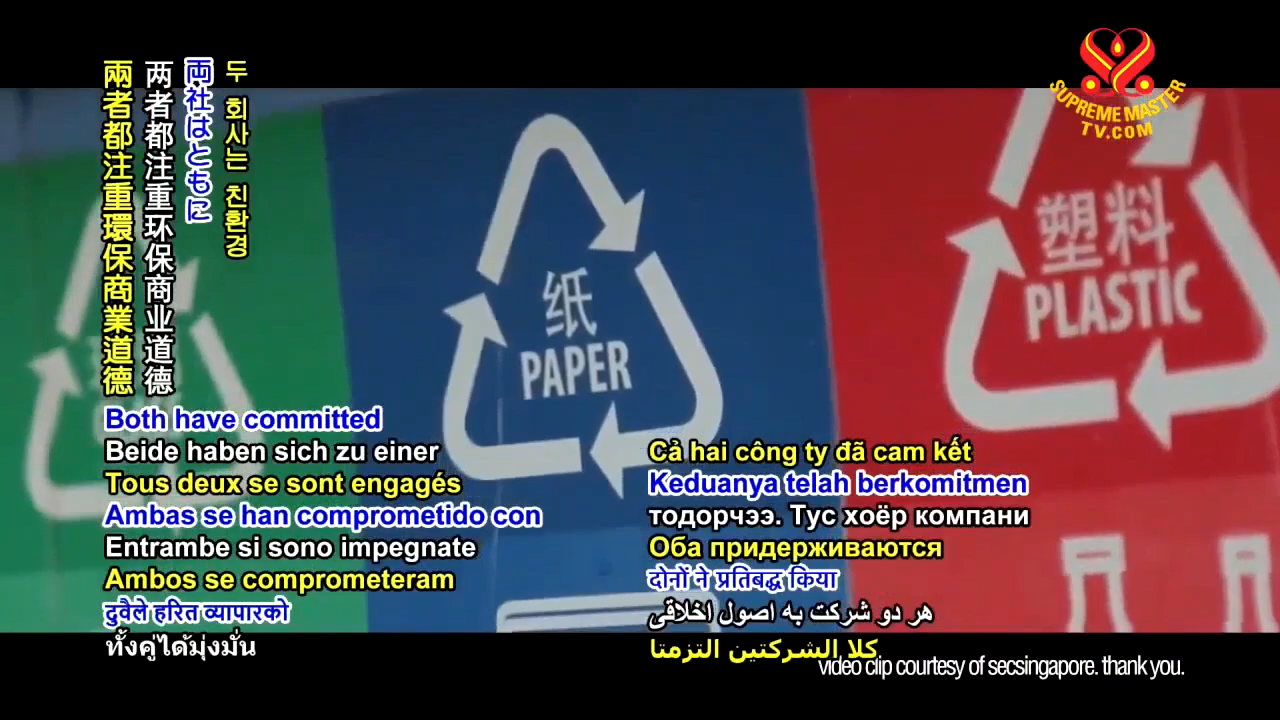 兩者都注重環保商業道德
两者都注重环保商业道德
両社はともに
두 회사는 친환경
SUPREME MASTER
TV.COM
纸
PAPER
塑料
PLASTIC
Both have committed
Beide haben sich zu einer
Tous deux se sont engagés
Ambas se han comprometido con
Entrambe si sono impegnate
Ambos se comprometeram
दुवैले हरित व्यापारको
ทั้งคู่ได้มุ่งมั่น
Cả hai công ty đã cam kết
Keduanya telah berkomitmen
тодорчээ. Тус хоёр компани
Оба придерживаются
दोनों ने प्रतिबद्ध किया
هر دو شرکت به اصول اخلاقی
كلا الشركتين التزمتا
video clip courtesy of secsingapore. thank you.